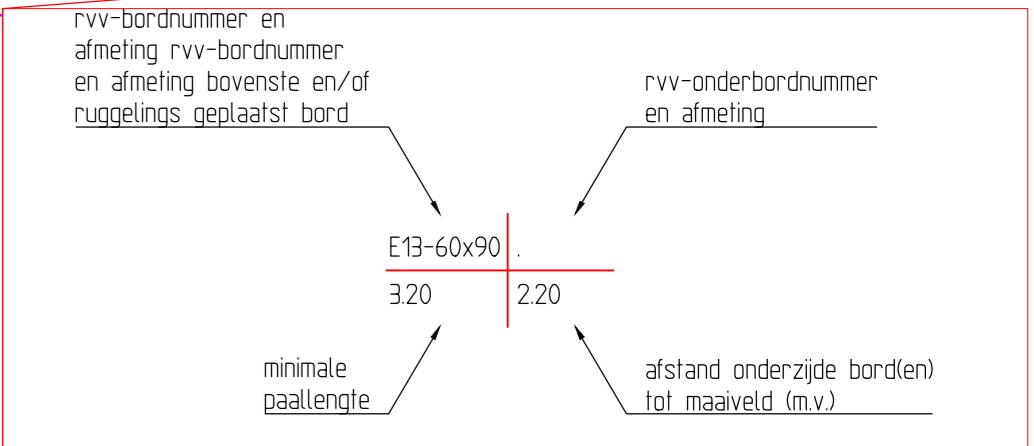 rvv-bordnummer en
afmeting rvv-bordnummer
en afmeting bovenste en/of
ruggelings geplaatst bord
rvv-onderbordnummer
en afmeting
E13-60x90 .
3.20 2.20
minimale
paallengte
afstand onderzijde bord(en)
tot maaiveld (m.v.)